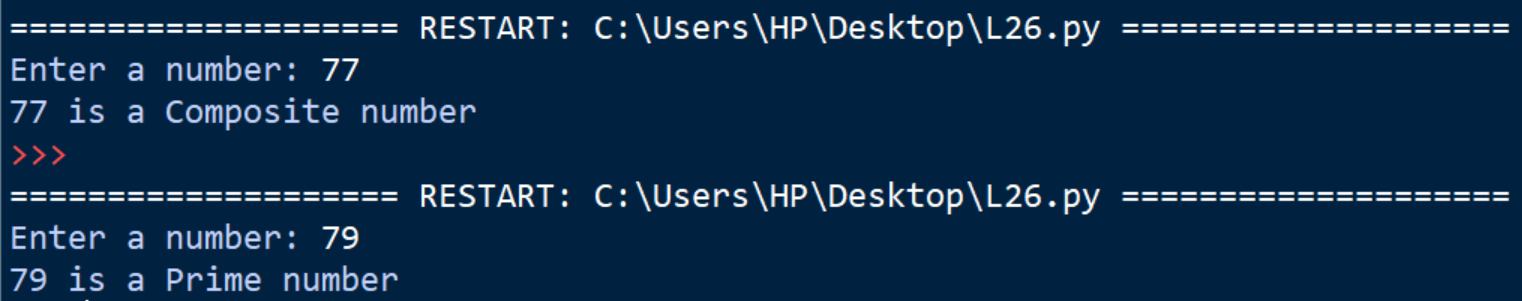 ==================== RESTART: C:\Users\HP\Desktop\L26.py ====================
Enter a number: 77
77 is a Composite number
>>>
==================== RESTART: C:\Users\HP\Desktop\L26.py ====================
Enter a number: 79
79 is a Prime number